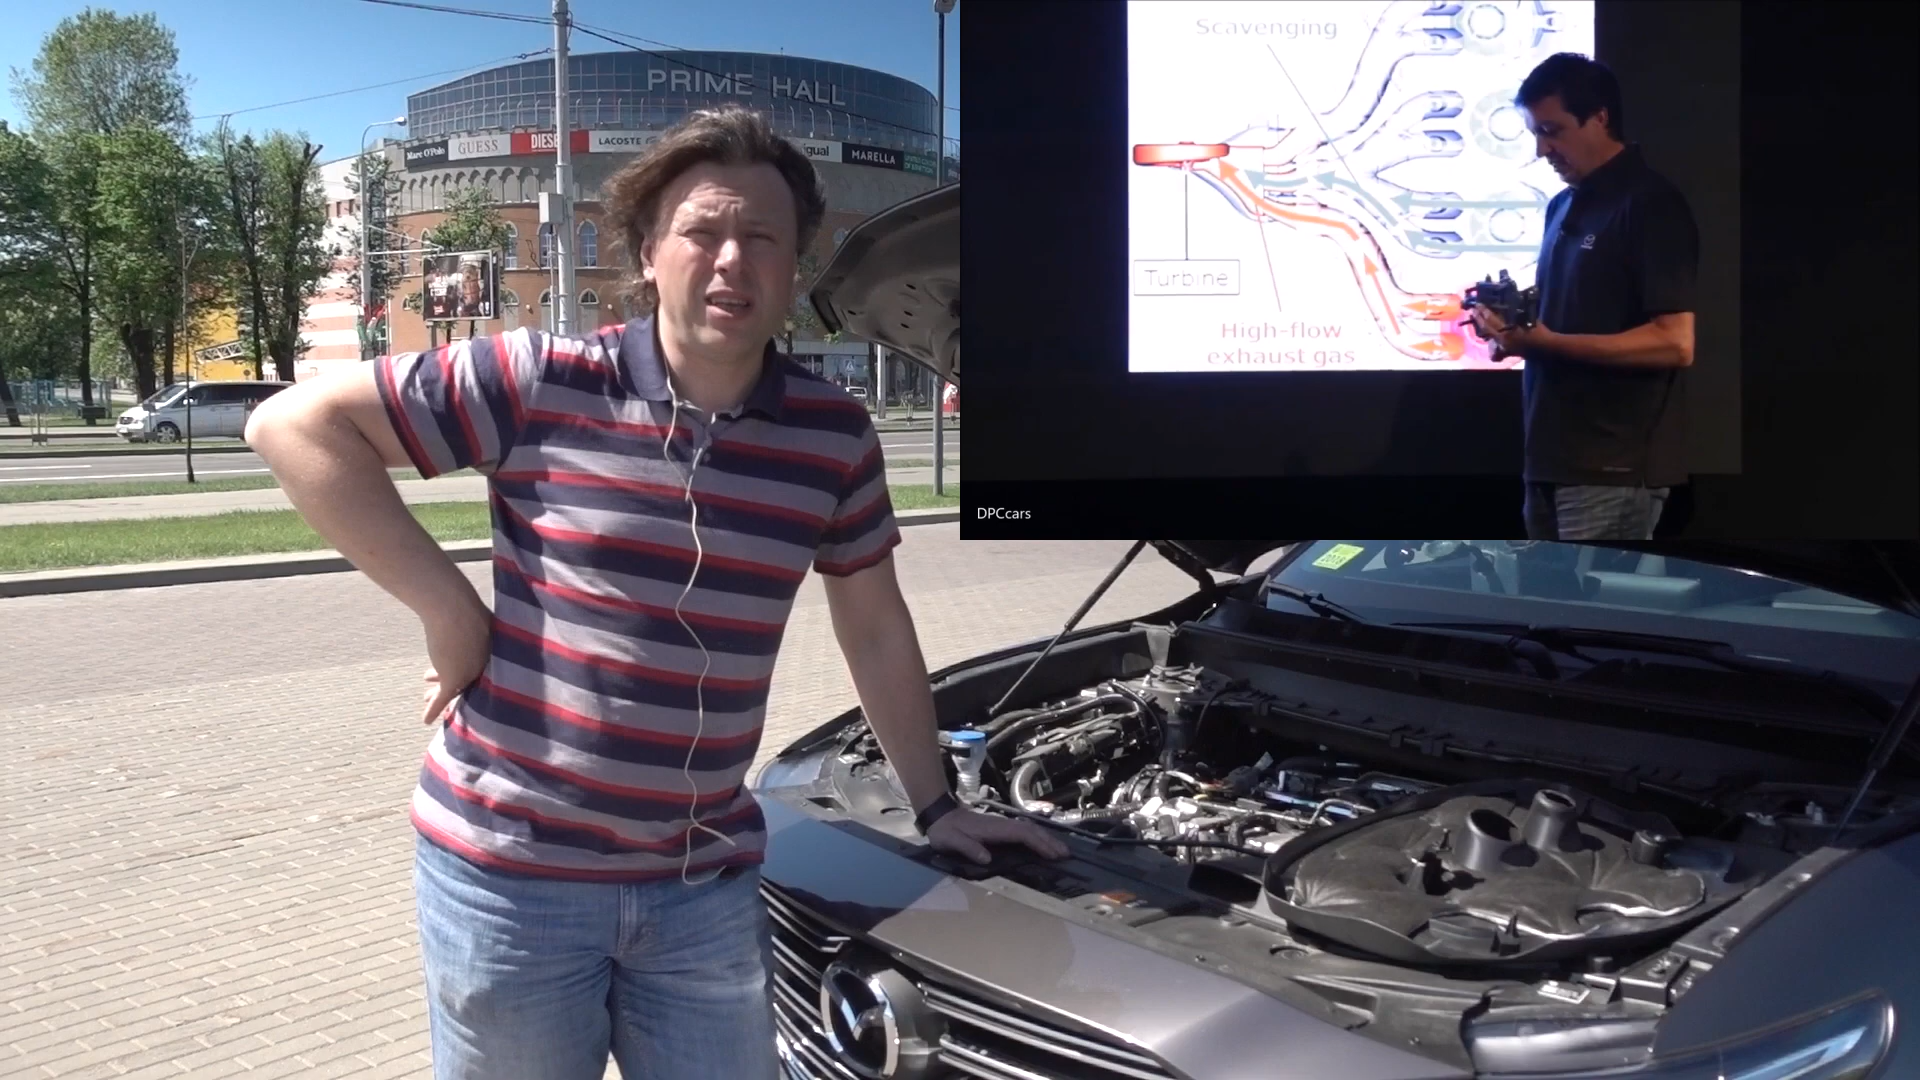 PRIME HALL
Marc O'Polo
GUESS
DIESEL
LACOSTE
MARELLA
Scavenging
Turbine
High-flow
exhaust gas
DPCcars